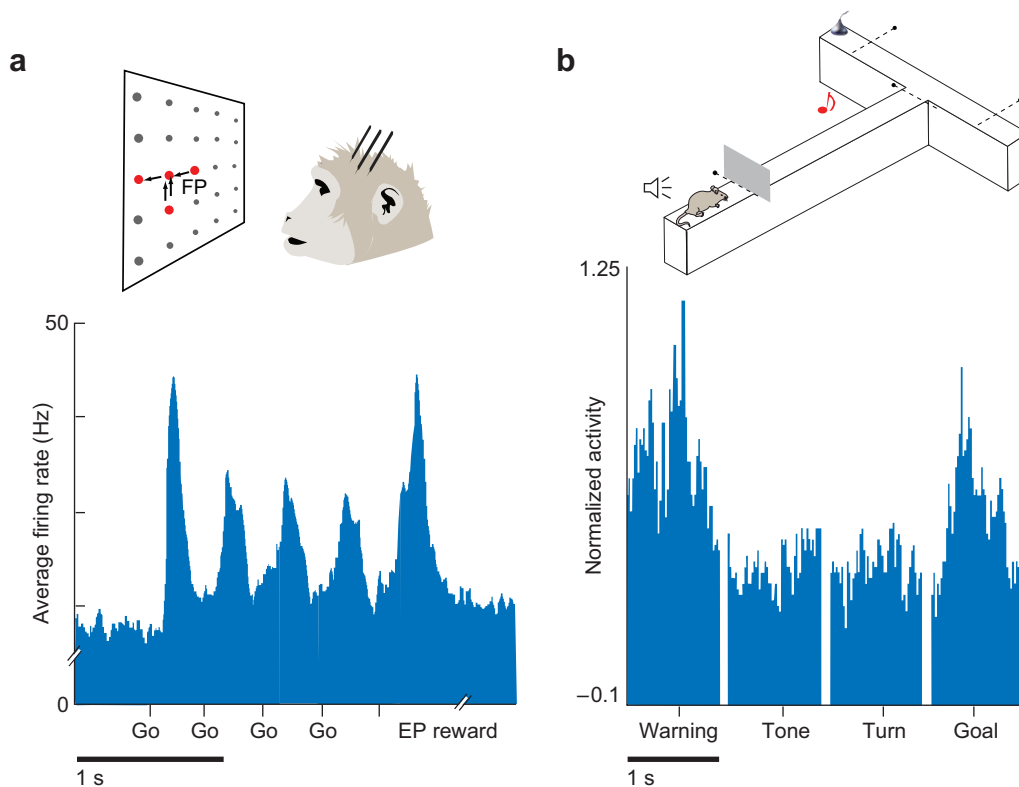 a
FP
50
Average firing rate (Hz)
0
Go
Go
Go
Go
EP reward
1 s
b
1.25
Normalized activity
–0.1
Warning
Tone
Turn
Goal
1 s